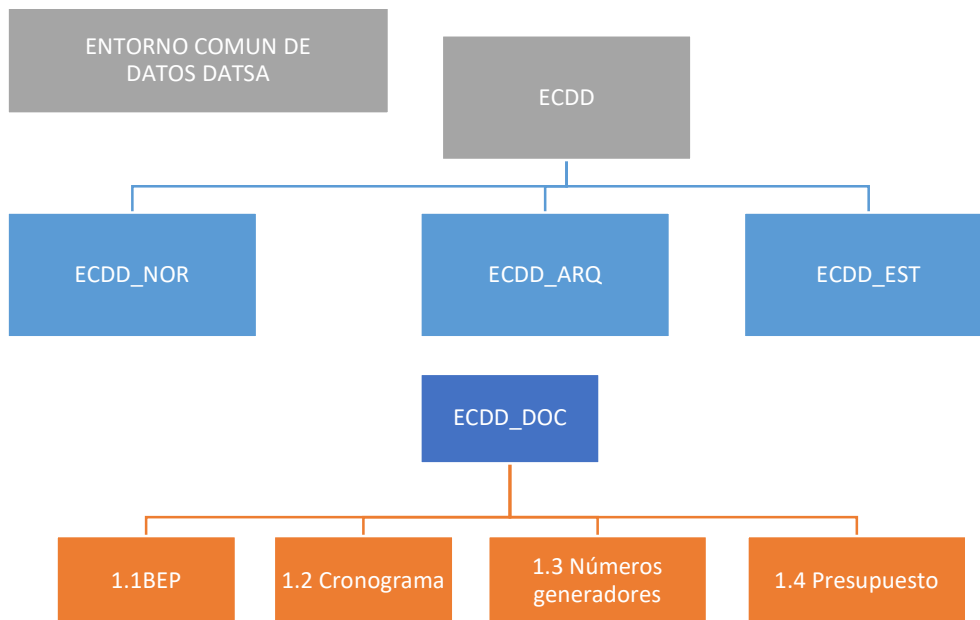 ENTORNO COMUN DE
DATOS DATSA
ECDD
ECDD_NOR
ECDD_ARQ
ECDD_EST
ECDD_DOC
1.1BEP
1.2 Cronograma
1.3 Números
generadores
1.4 Presupuesto